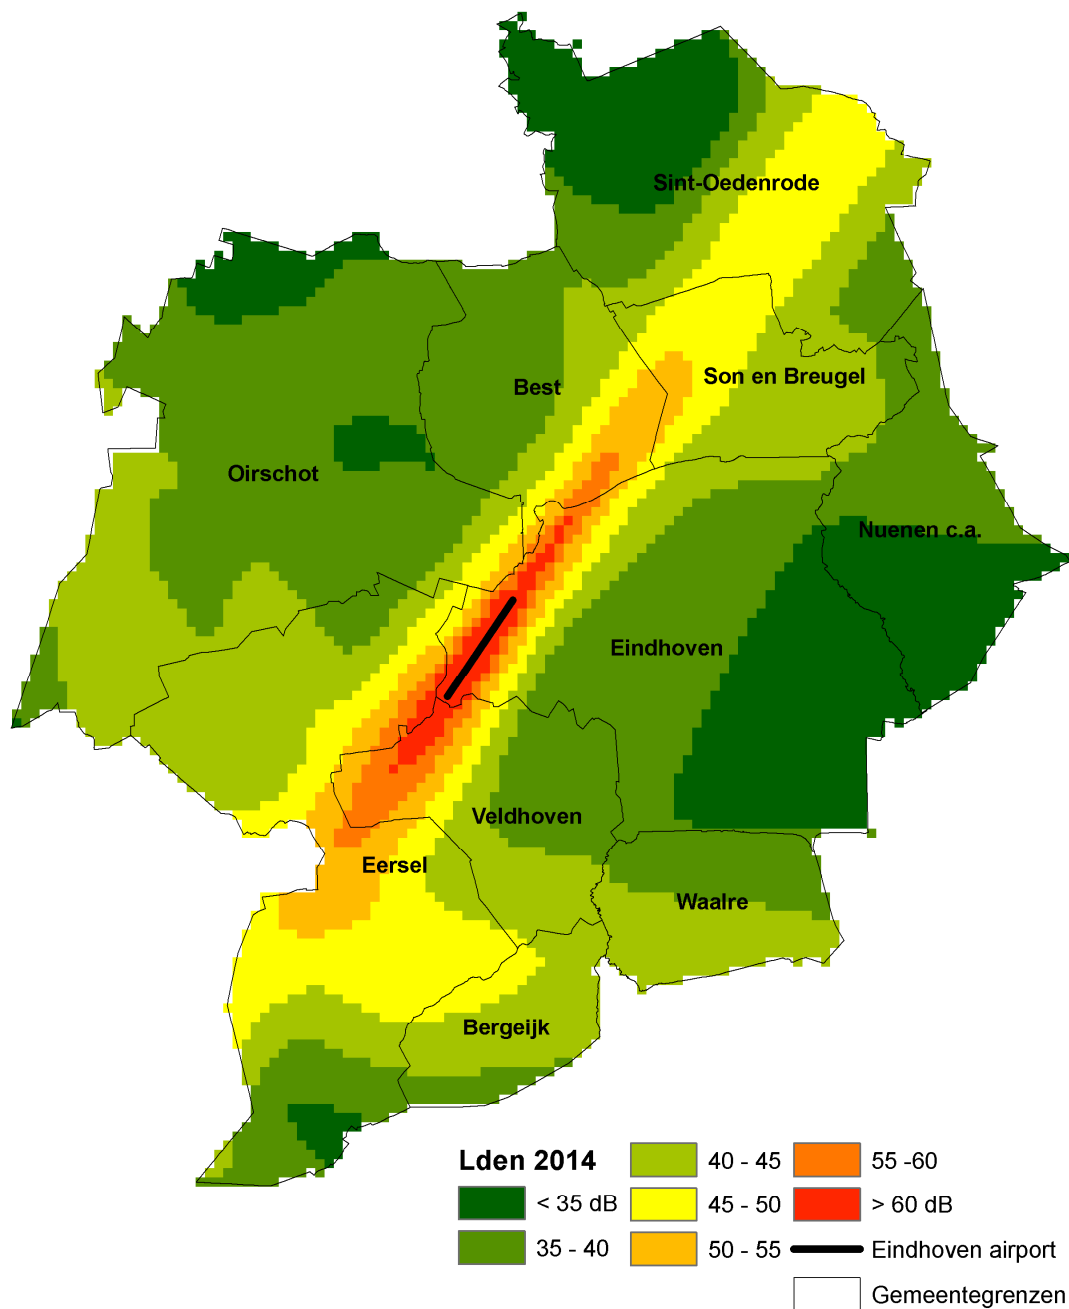 Sint-Oedenrode
Son en Breugel
Best
Oirschot
Nuenen c.a.
Eindhoven
Veldhoven
Eersel
Waalre
Bergeijk
Lden 2014
< 35 dB
35 - 40
40 - 45
45 - 50
50 - 55
55 -60
> 60 dB
Eindhoven airport
Gemeentegrenzen